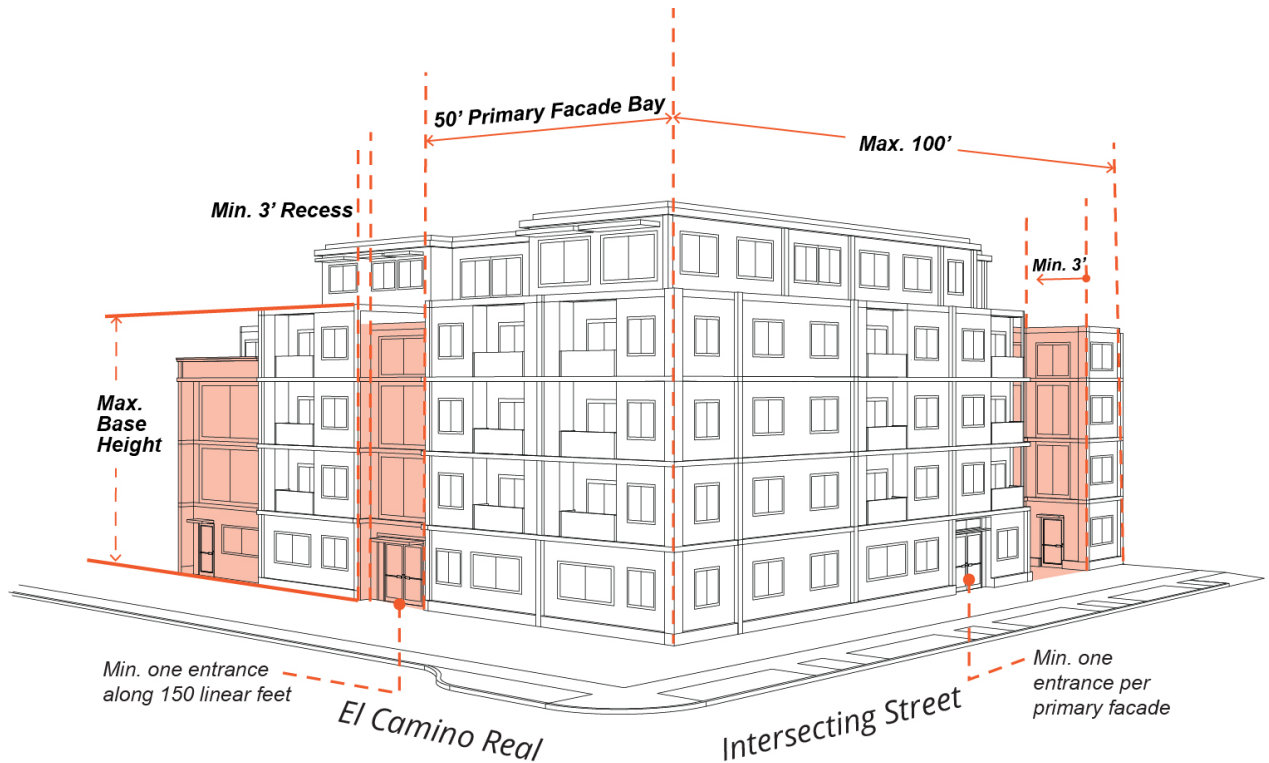 50' Primary Facade Bay
Max. 100'
Min. 3' Recess
Min. 3'
Max.
Base
Height
Min. one entrance
along 150 linear feet
El Camino Real
Intersecting Street
Min. one
entrance per
primary facade